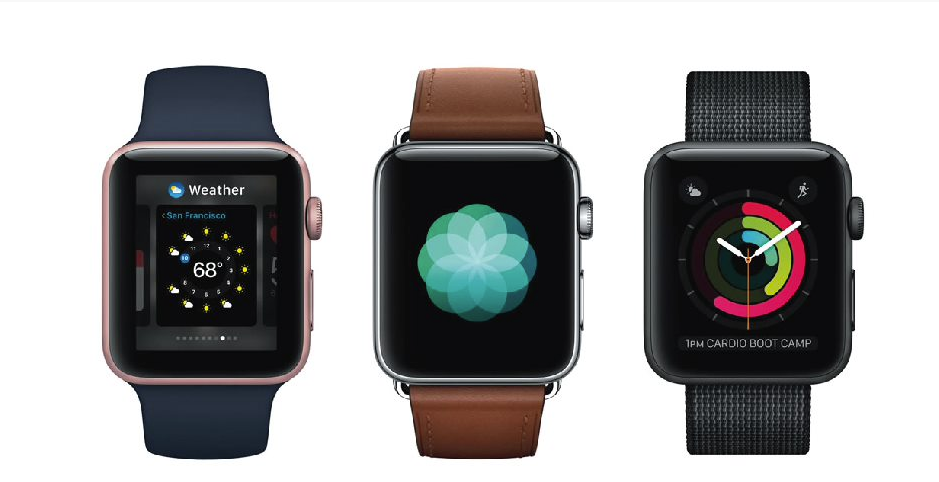 Weather
San Francisco
68°
1PM CARDIO BOOT CAMP